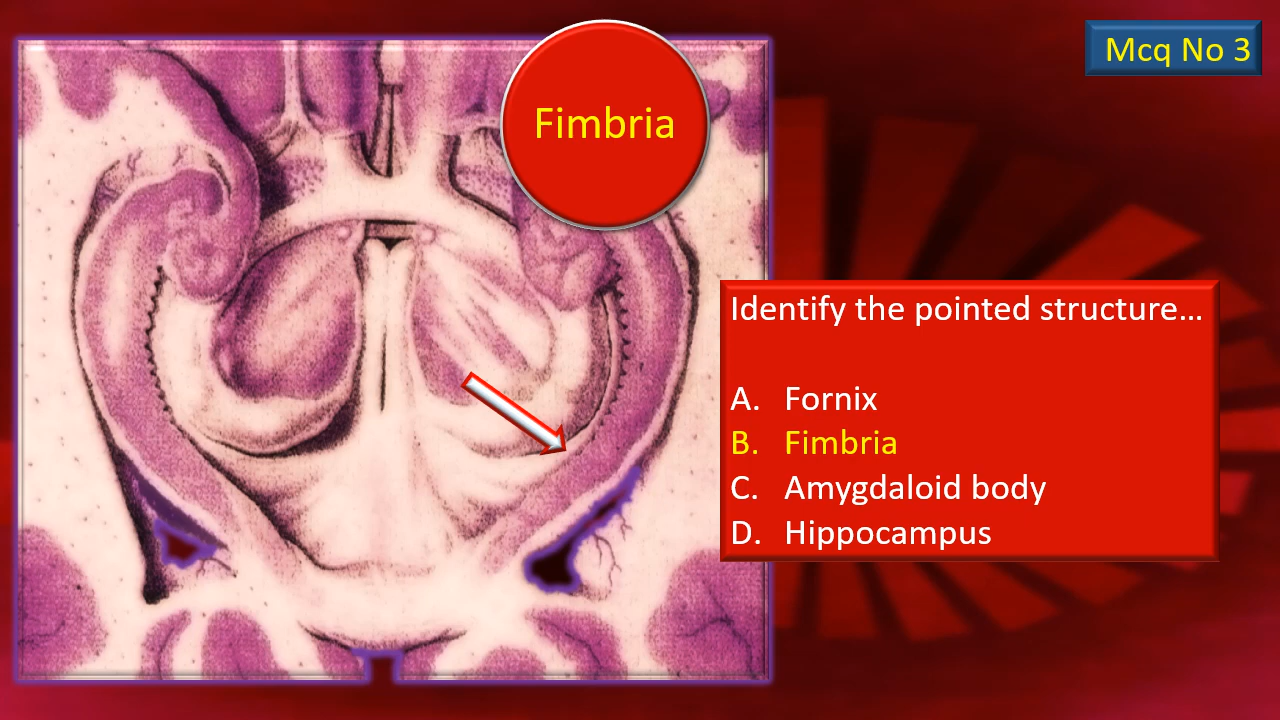 Mcq No 3
Fimbria
Identify the pointed structure...
A. Fornix
B. Fimbria
C. Amygdaloid body
D. Hippocampus